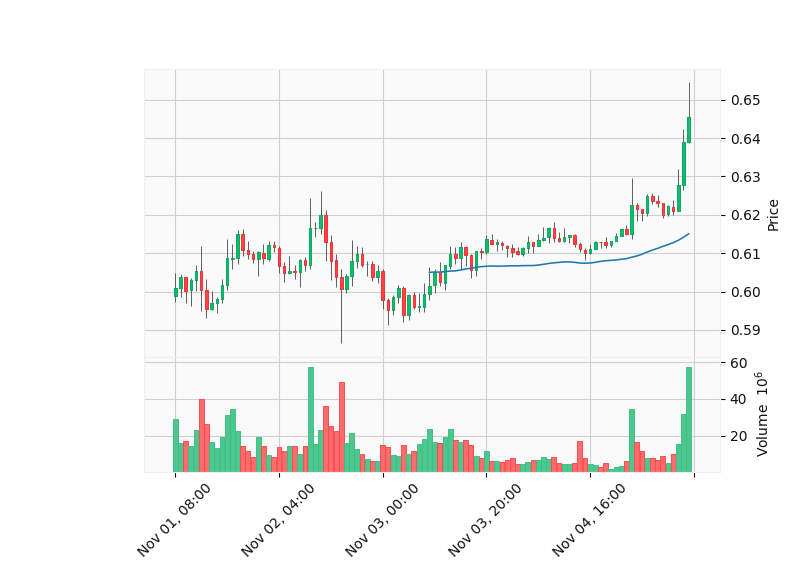 0.65
0.64
0.63
0.62
0.61
0.60
0.59
Price
60
40
20
Volume 10^6
Nov 01, 08:00
Nov 02, 04:00
Nov 03, 00:00
Nov 03, 20:00
Nov 04, 16:00